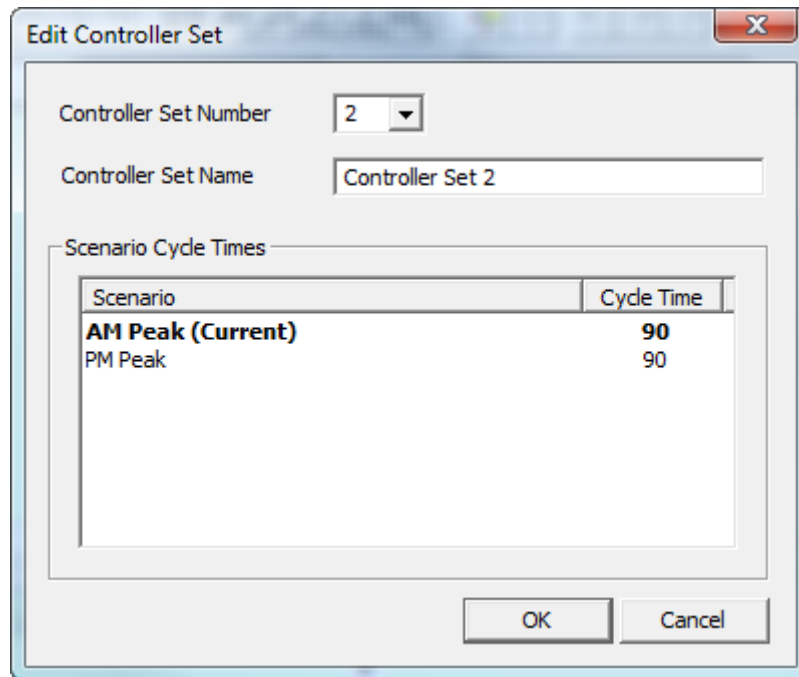 Edit Controller Set
Controller Set Number 2
Controller Set Name Controller Set 2
Scenario Cycle Times
Scenario Cycle Time
AM Peak (Current) 90
PM Peak 90
OK Cancel